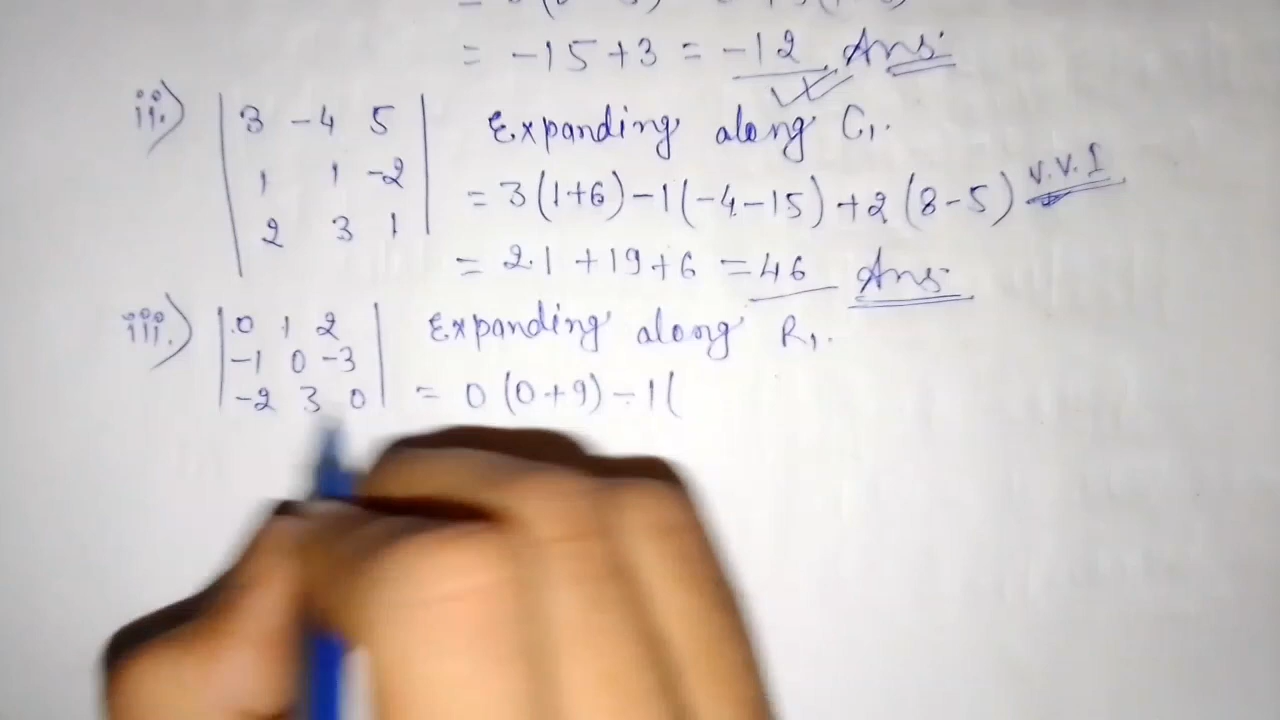 = -15+3 = -12 Ans.
ii.) | 3 -4 5 | Expanding along C₁.
| 1 1 -2 | = 3(1+6)-1(-4-15)+2(8-5) V.V.I
| 2 3 1 | = 21+19+6 = 46 Ans.
iii.) | 0 1 2 | Expanding along R₁.
| -1 0 -3 |
| -2 3 0 | = 0(0+9)-1(